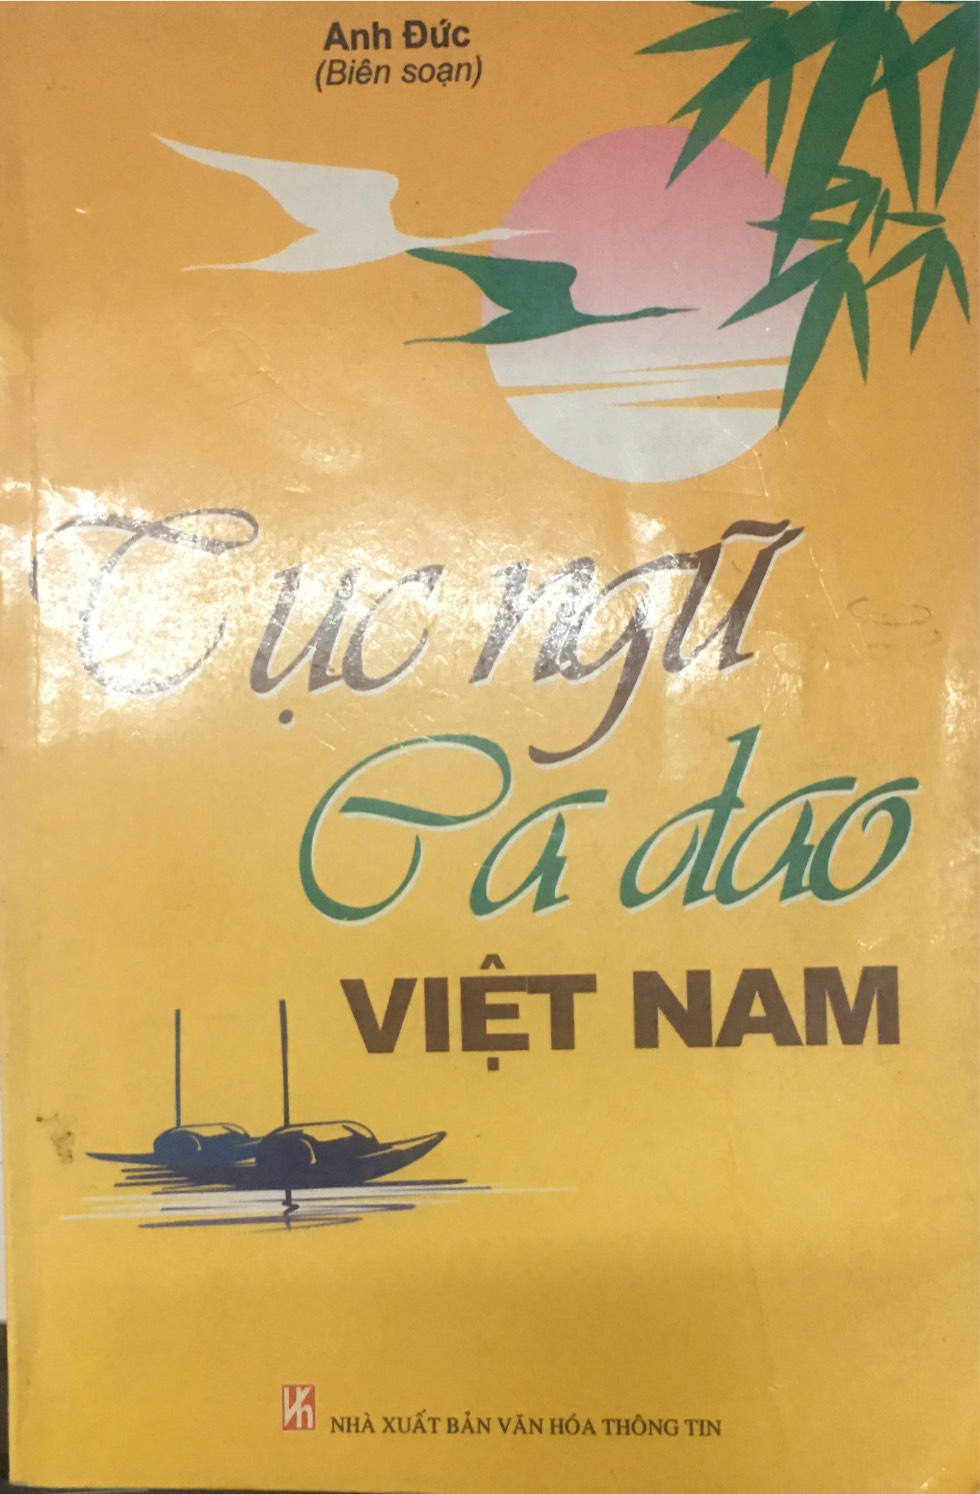 Anh Đức
(Biên soạn)
Tục ngữ
Ca dao
VIỆT NAM
NHÀ XUẤT BẢN VĂN HÓA THÔNG TIN